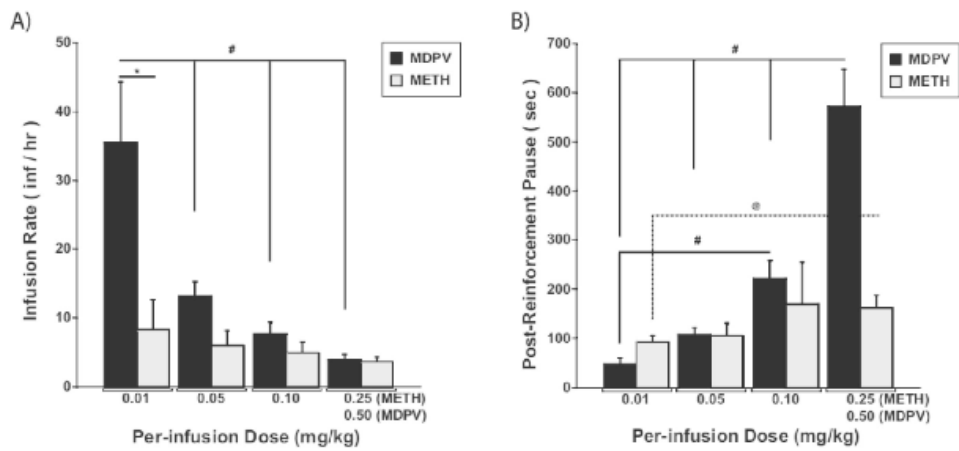 A)
50
40
30
20
10
0
Infusion Rate ( inf / hr )
#
*
MDPV
METH
0.01
0.05
0.10
0.25 (METH)
0.50 (MDPV)
Per-infusion Dose (mg/kg)
B)
700
600
500
400
300
200
100
0
Post-Reinforcement Pause ( sec )
#
@
#
MDPV
METH
0.01
0.05
0.10
0.25 (METH)
0.50 (MDPV)
Per-infusion Dose (mg/kg)